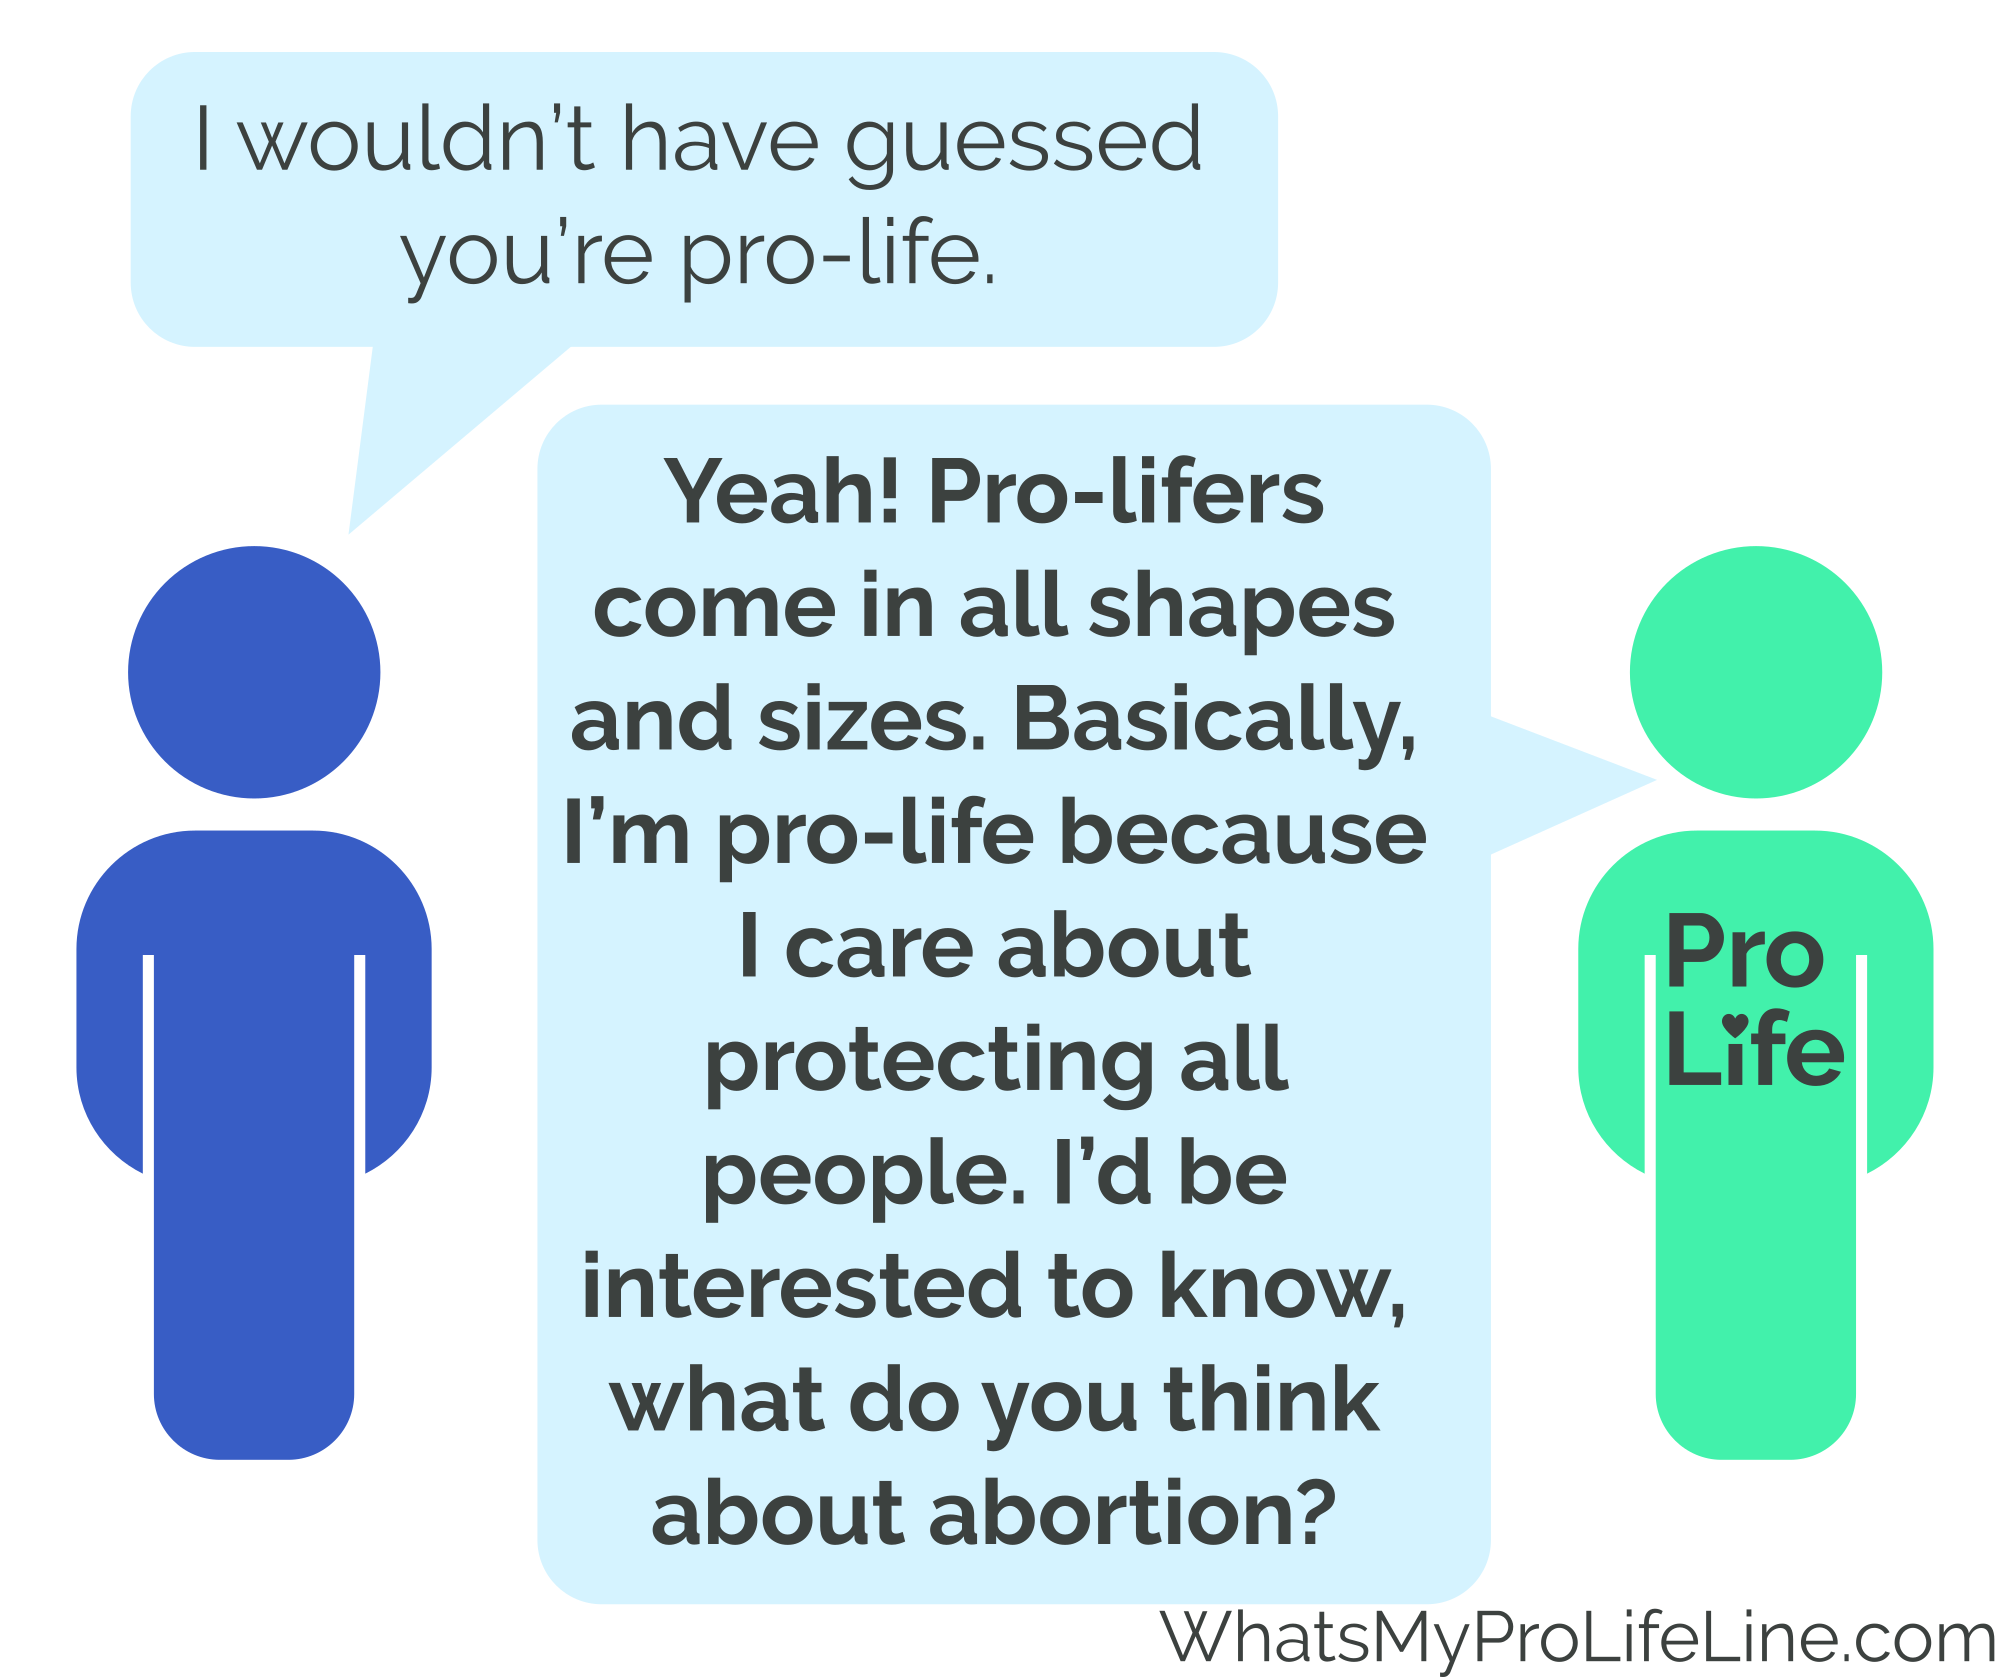 I wouldn’t have guessed
you’re pro-life.
Yeah! Pro-lifers
come in all shapes
and sizes. Basically,
I’m pro-life because
I care about
protecting all
people. I’d be
interested to know,
what do you think
about abortion?
Pro
Life
WhatsMyProLifeLine.com